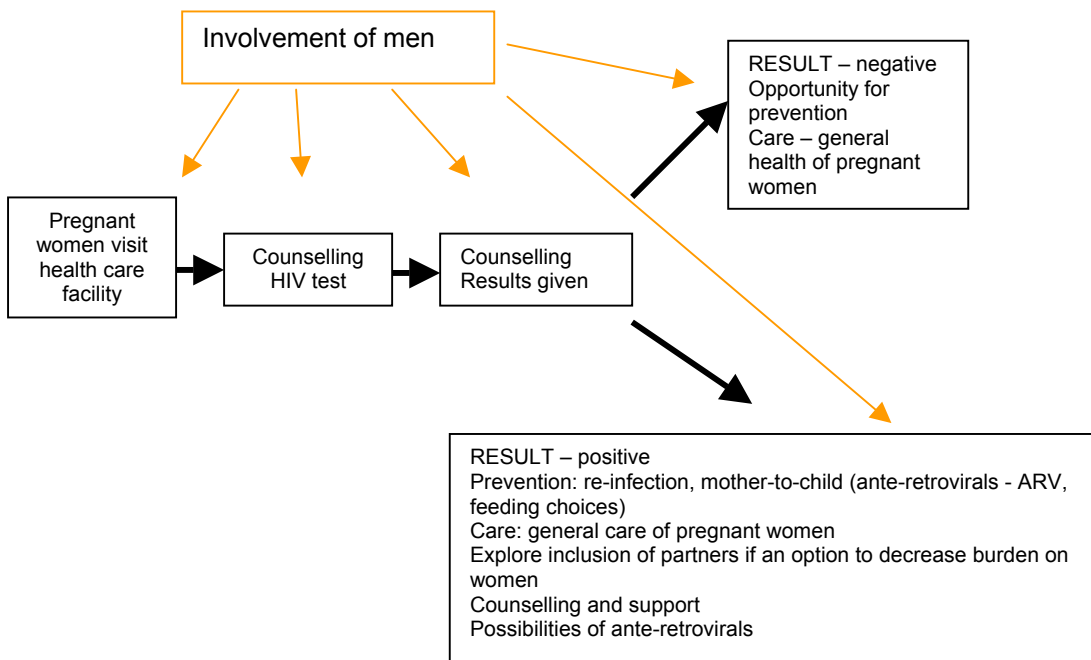 Involvement of men
RESULT – negative
Opportunity for
prevention
Care – general
health of pregnant
women
Pregnant
women visit
health care
facility
Counselling
HIV test
Counselling
Results given
RESULT – positive
Prevention: re-infection, mother-to-child (ante-retrovirals - ARV,
feeding choices)
Care: general care of pregnant women
Explore inclusion of partners if an option to decrease burden on
women
Counselling and support
Possibilities of ante-retrovirals